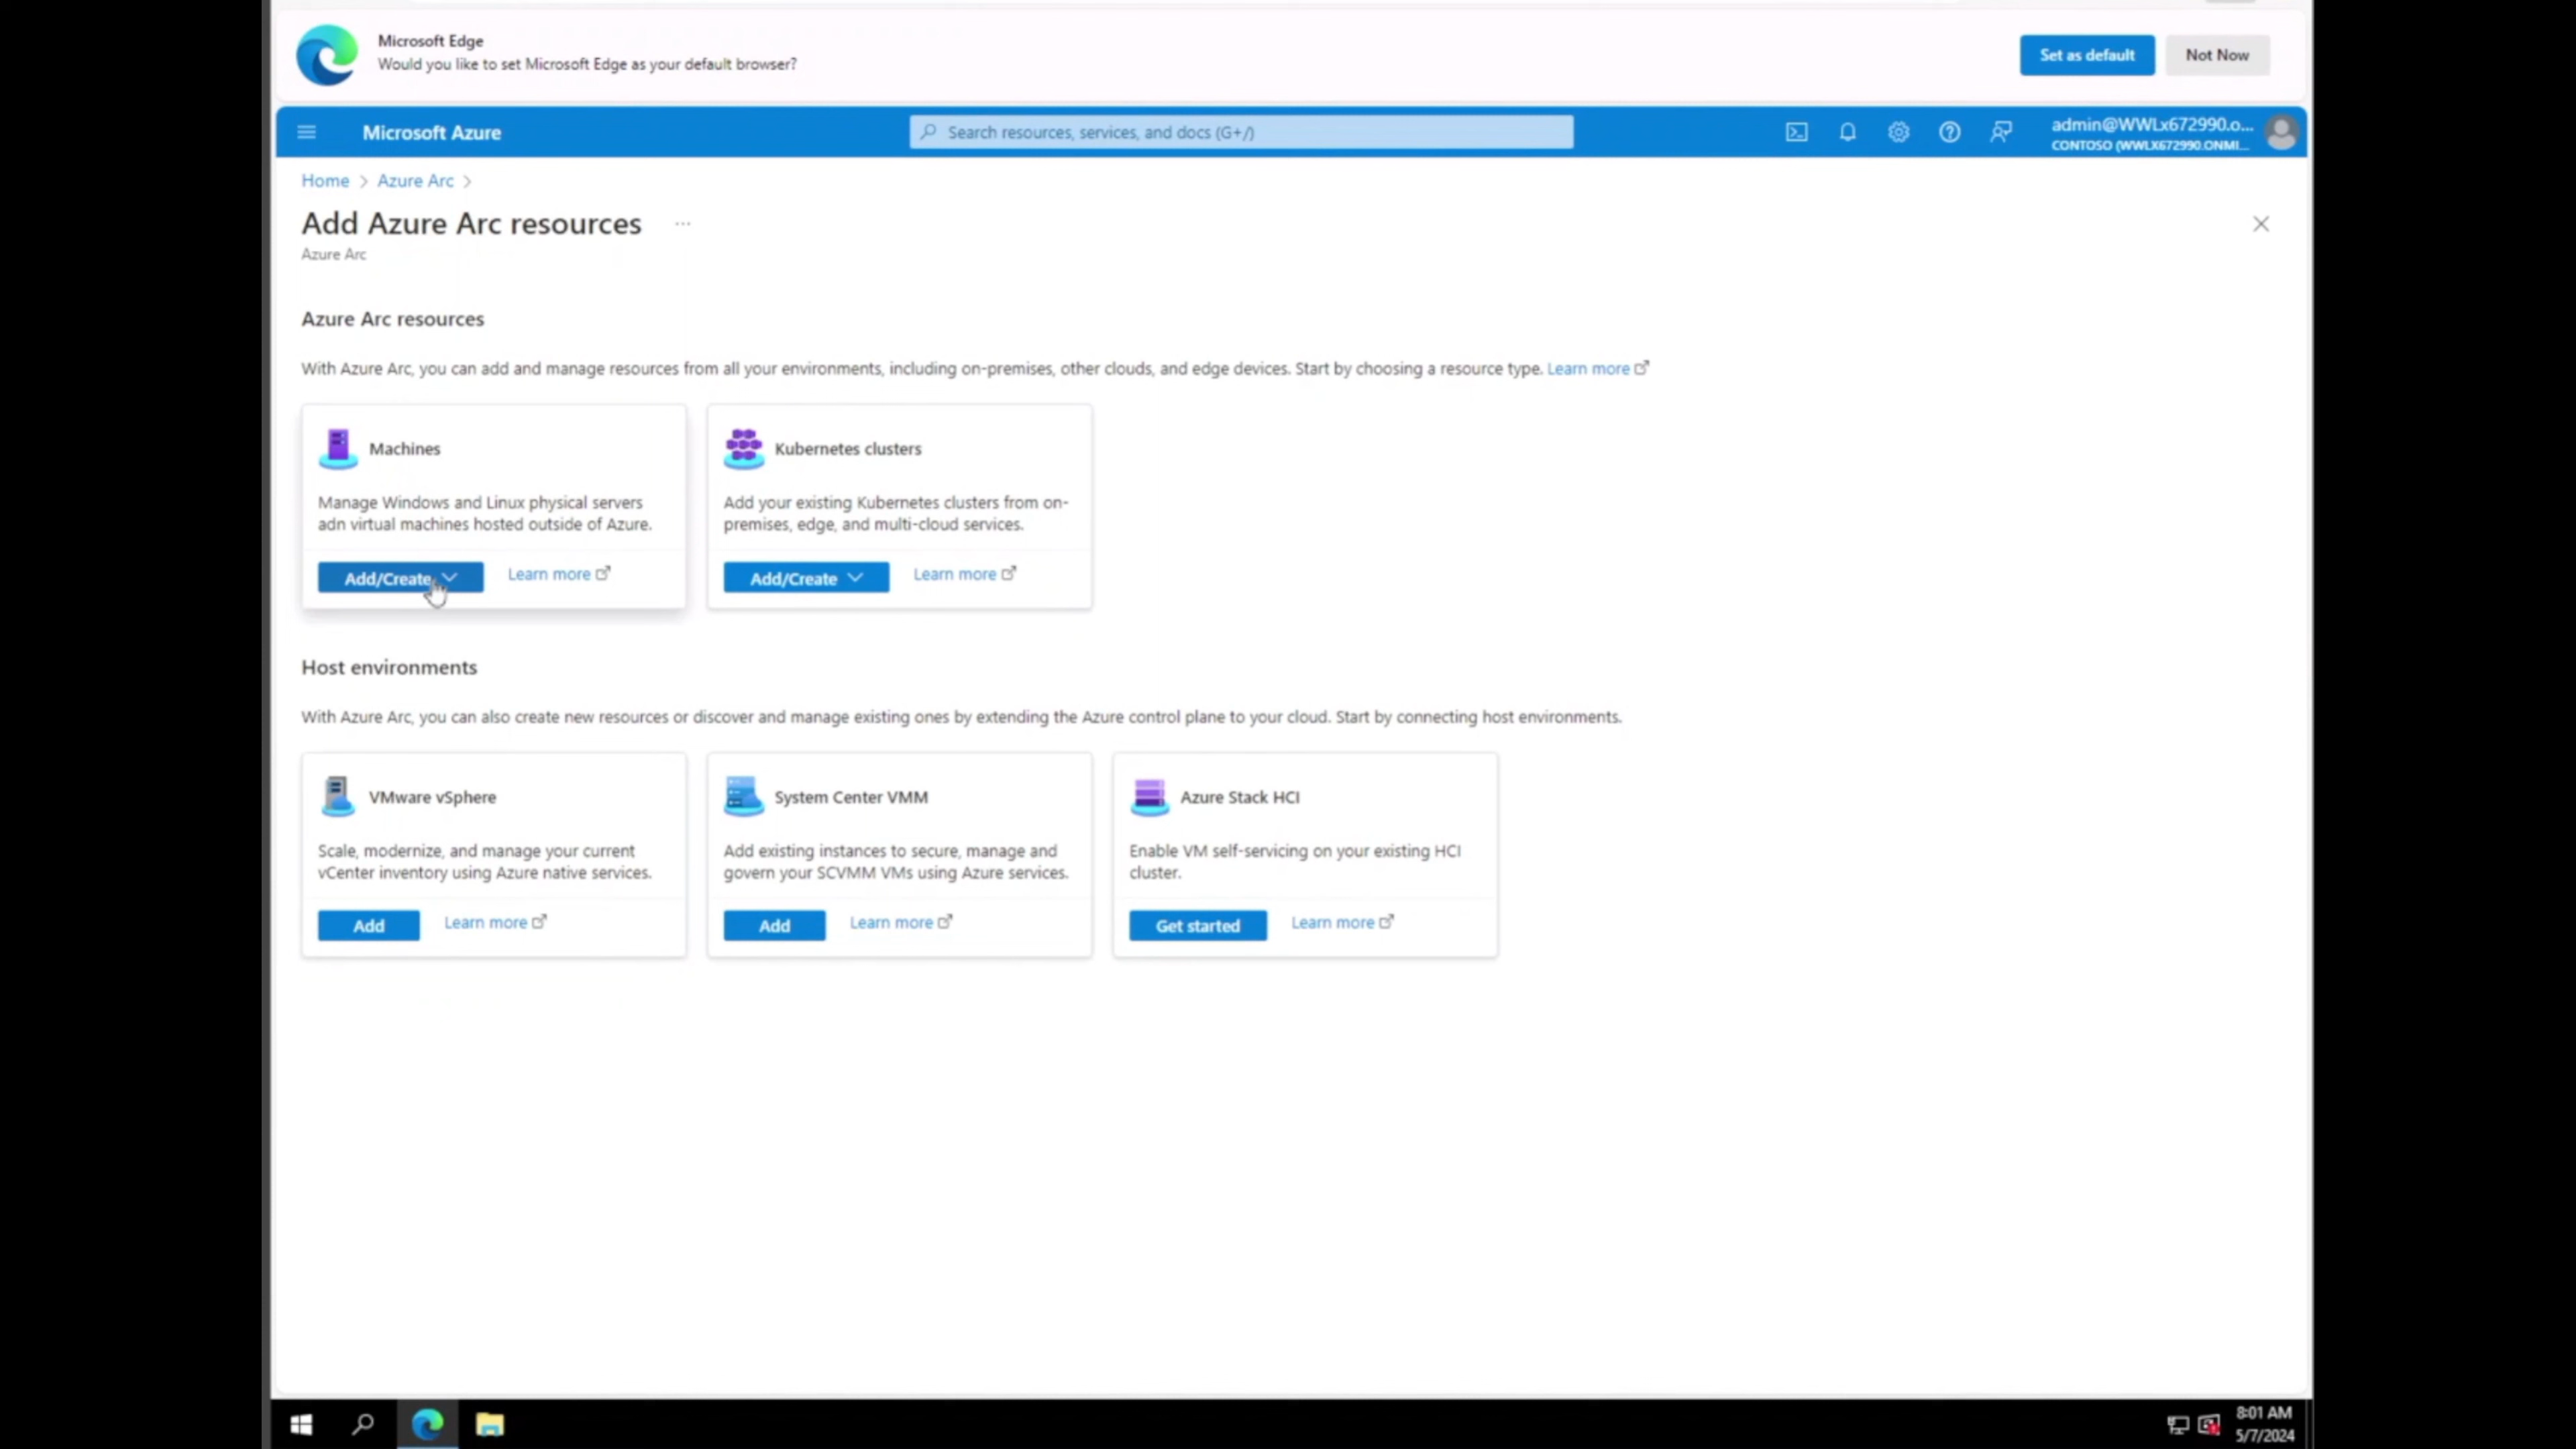 Microsoft Edge
Would you like to set Microsoft Edge as your default browser?
Set as default
Not Now
Microsoft Azure
Search resources, services, and docs (G+/)
admin@WWLx672990.o...
CONTOSO (WWLX672990.ONMI...
Home > Azure Arc >
Add Azure Arc resources ...
Azure Arc
Azure Arc resources
With Azure Arc, you can add and manage resources from all your environments, including on-premises, other clouds, and edge devices. Start by choosing a resource type. Learn more
Machines
Manage Windows and Linux physical servers
adn virtual machines hosted outside of Azure.
Add/Create
Learn more
Kubernetes clusters
Add your existing Kubernetes clusters from on-
premises, edge, and multi-cloud services.
Add/Create
Learn more
Host environments
With Azure Arc, you can also create new resources or discover and manage existing ones by extending the Azure control plane to your cloud. Start by connecting host environments.
VMware vSphere
Scale, modernize, and manage your current
vCenter inventory using Azure native services.
Add
Learn more
System Center VMM
Add existing instances to secure, manage and
govern your SCVMM VMs using Azure services.
Add
Learn more
Azure Stack HCI
Enable VM self-servicing on your existing HCI
cluster.
Get started
Learn more
8:01 AM
5/7/2024